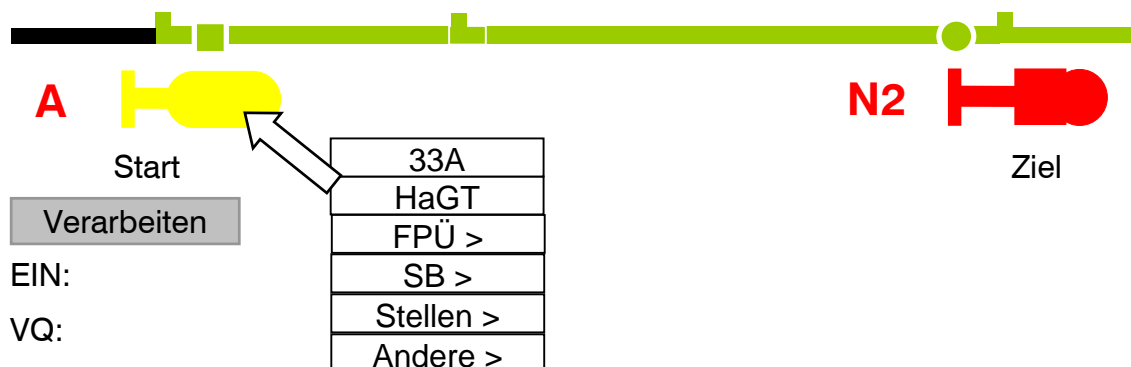 A
N2
Start
Ziel
33A
HaGT
Verarbeiten
FPÜ >
EIN:
SB >
VQ:
Stellen >
Andere >